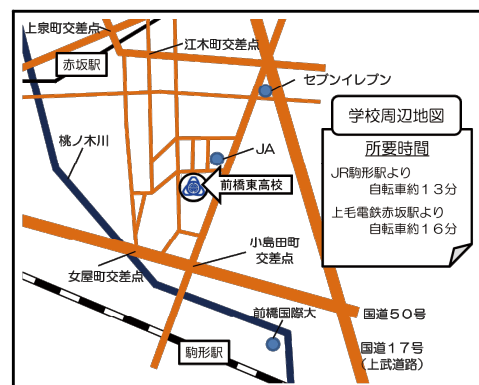 上泉町交差点
江木町交差点
赤坂駅
セブンイレブン
学校周辺地図
桃ノ木川
JA
所要時間
JR駒形駅より
自転車約13分
前橋東高校
上毛電鉄赤坂駅より
自転車約16分
小島田町
交差点
女屋町交差点
前橋国際大
国道50号
駒形駅
国道17号
(上武道路)